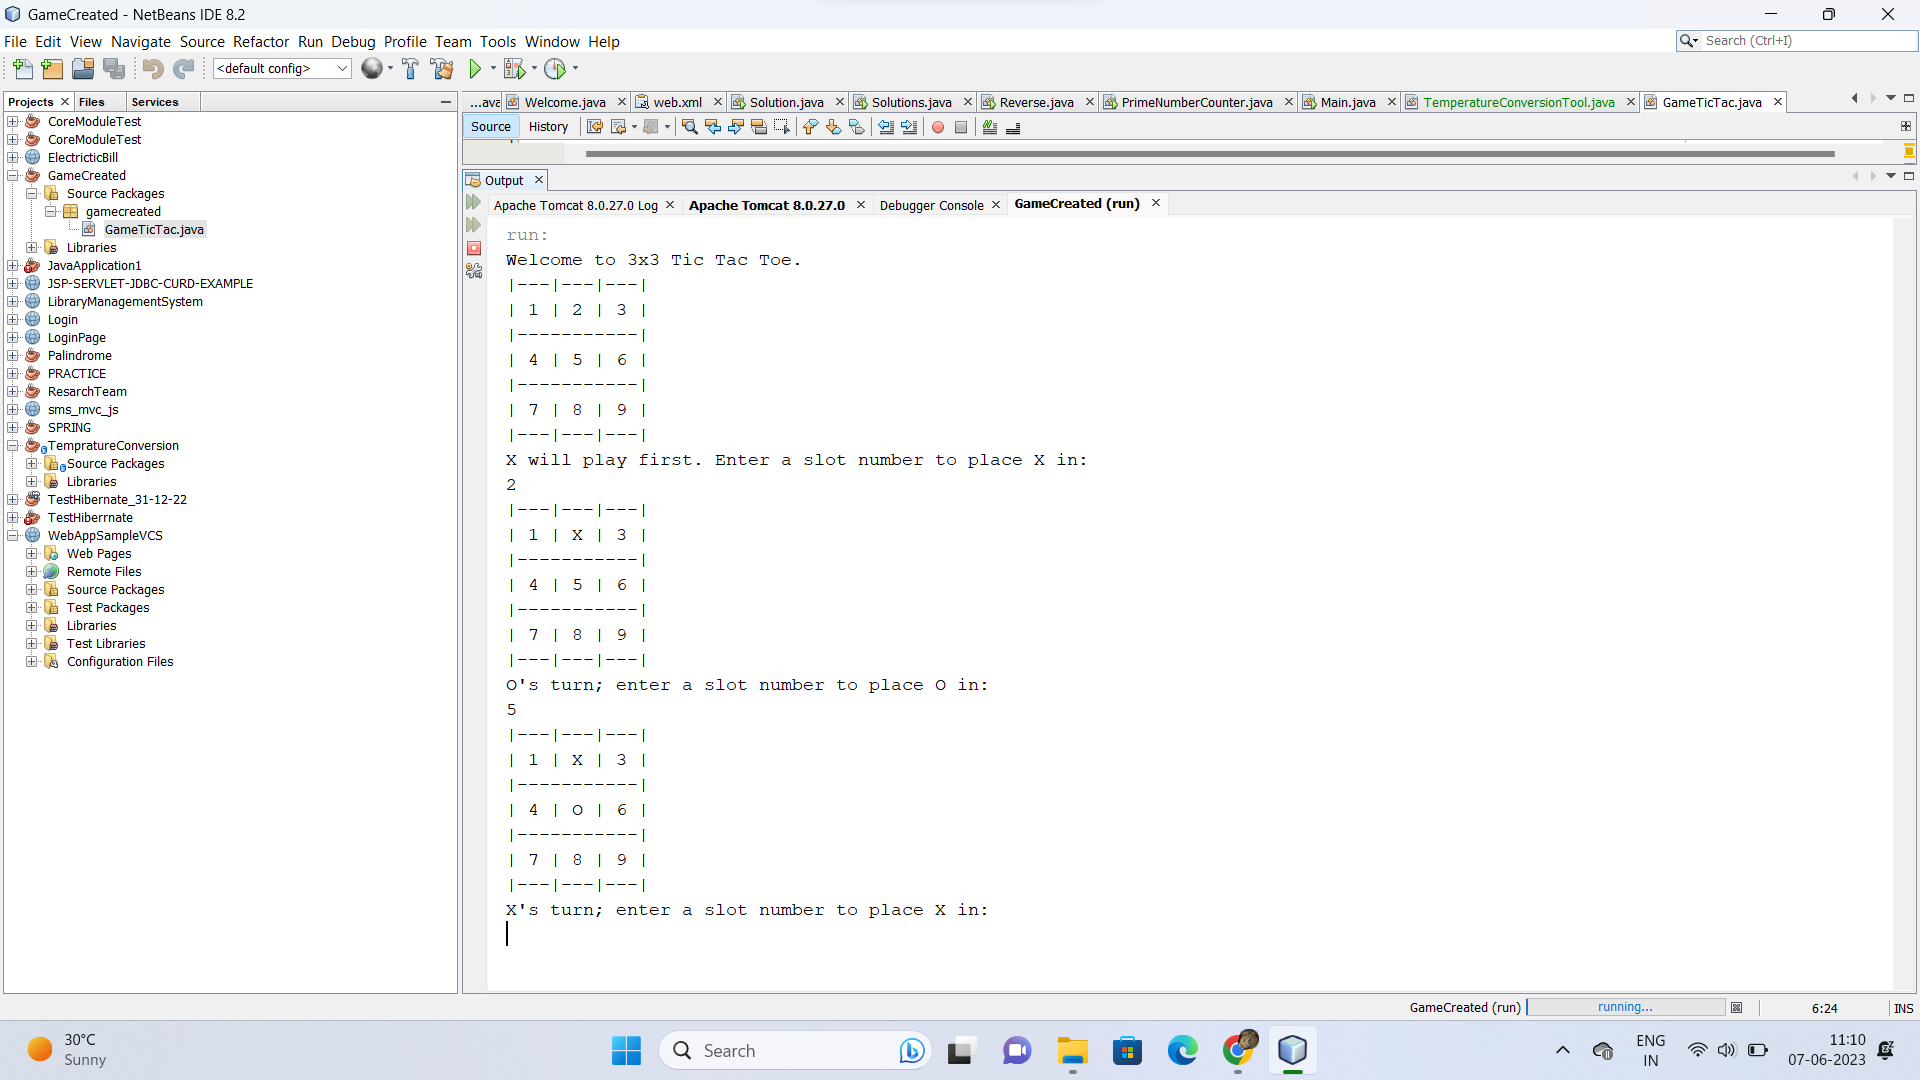 GameCreated - NetBeans IDE 8.2
File Edit View Navigate Source Refactor Run Debug Profile Team Tools Window Help
Search (Ctrl+I)
<default config>
Projects Files Services
CoreModuleTest
CoreModuleTest
ElectricticBill
GameCreated
Source Packages
gamecreated
GameTicTac.java
Libraries
JavaApplication1
JSP-SERVLET-JDBC-CURD-EXAMPLE
LibraryManagementSystem
Login
LoginPage
Palindrome
PRACTICE
ResarchTeam
sms_mvc_js
SPRING
TempratureConversion
Source Packages
Libraries
TestHibernate_31-12-22
TestHiberrnate
WebAppSampleVCS
Web Pages
Remote Files
Source Packages
Test Packages
Libraries
Test Libraries
Configuration Files
...ava Welcome.java web.xml Solution.java Solutions.java Reverse.java PrimeNumberCounter.java Main.java TemperatureConversionTool.java GameTicTac.java
Source History
Output
Apache Tomcat 8.0.27.0 Log Apache Tomcat 8.0.27.0 Debugger Console GameCreated (run)
run:
Welcome to 3x3 Tic Tac Toe.
|---|---|---|
| 1 | 2 | 3 |
|-----------|
| 4 | 5 | 6 |
|-----------|
| 7 | 8 | 9 |
|---|---|---|
X will play first. Enter a slot number to place X in:
2
|---|---|---|
| 1 | X | 3 |
|-----------|
| 4 | 5 | 6 |
|-----------|
| 7 | 8 | 9 |
|---|---|---|
O's turn; enter a slot number to place O in:
5
|---|---|---|
| 1 | X | 3 |
|-----------|
| 4 | O | 6 |
|-----------|
| 7 | 8 | 9 |
|---|---|---|
X's turn; enter a slot number to place X in:
GameCreated (run) running... 6:24 INS
30°C
Sunny
Search
ENG
IN
11:10
07-06-2023